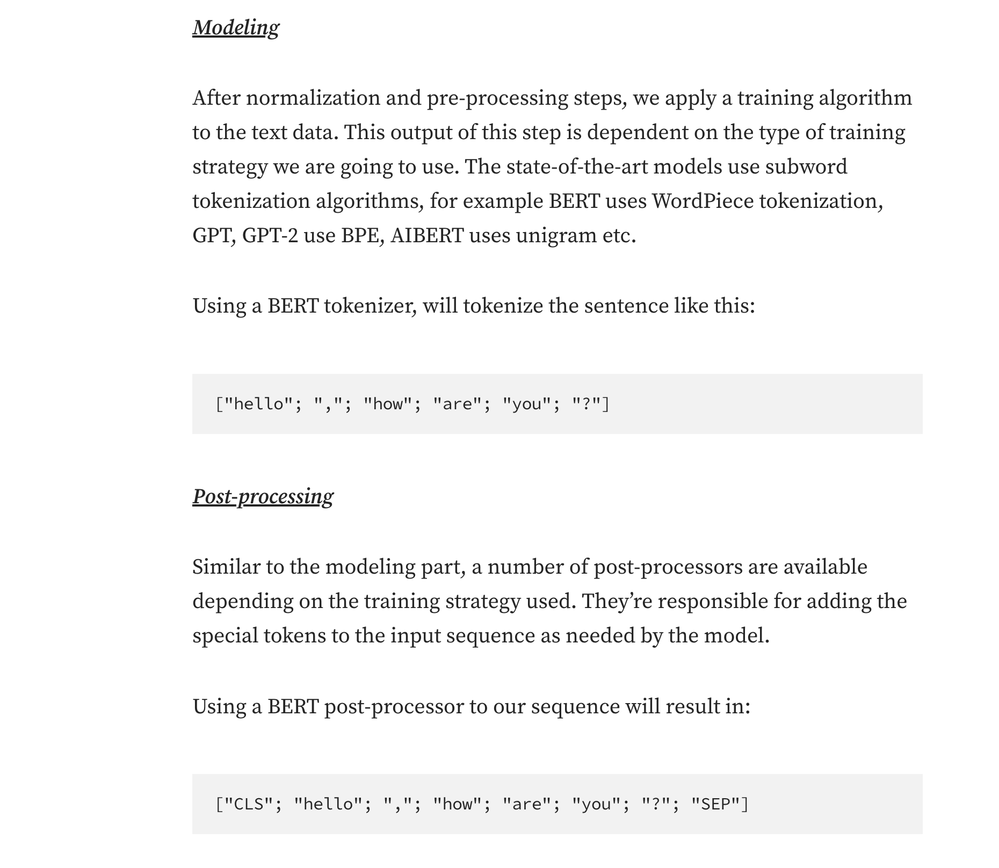 Modeling
After normalization and pre-processing steps, we apply a training algorithm
to the text data. This output of this step is dependent on the type of training
strategy we are going to use. The state-of-the-art models use subword
tokenization algorithms, for example BERT uses WordPiece tokenization,
GPT, GPT-2 use BPE, AIBERT uses unigram etc.
Using a BERT tokenizer, will tokenize the sentence like this:
["hello"; ","; "how"; "are"; "you"; "?"]
Post-processing
Similar to the modeling part, a number of post-processors are available
depending on the training strategy used. They’re responsible for adding the
special tokens to the input sequence as needed by the model.
Using a BERT post-processor to our sequence will result in:
["CLS"; "hello"; ","; "how"; "are"; "you"; "?"; "SEP"]